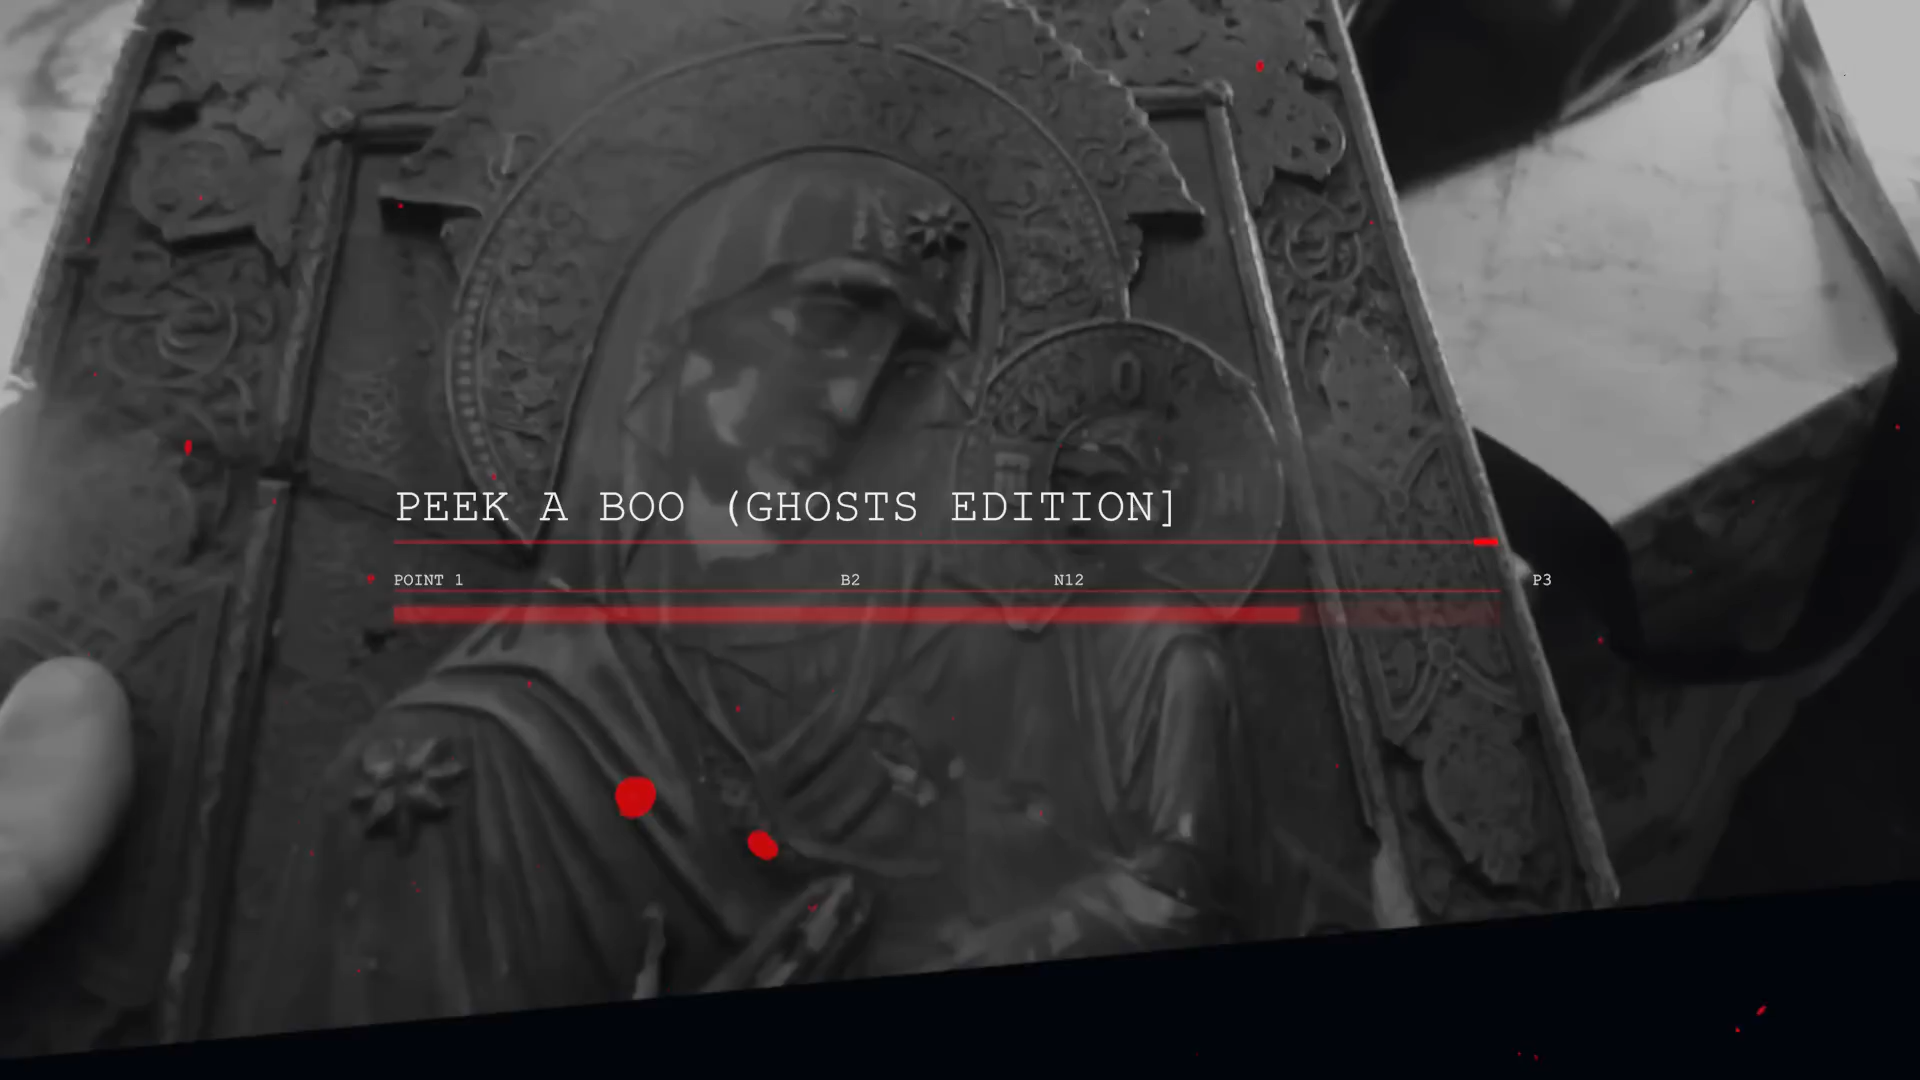 PEEK A BOO (GHOSTS EDITION]
POINT 1 B2 N12 P3